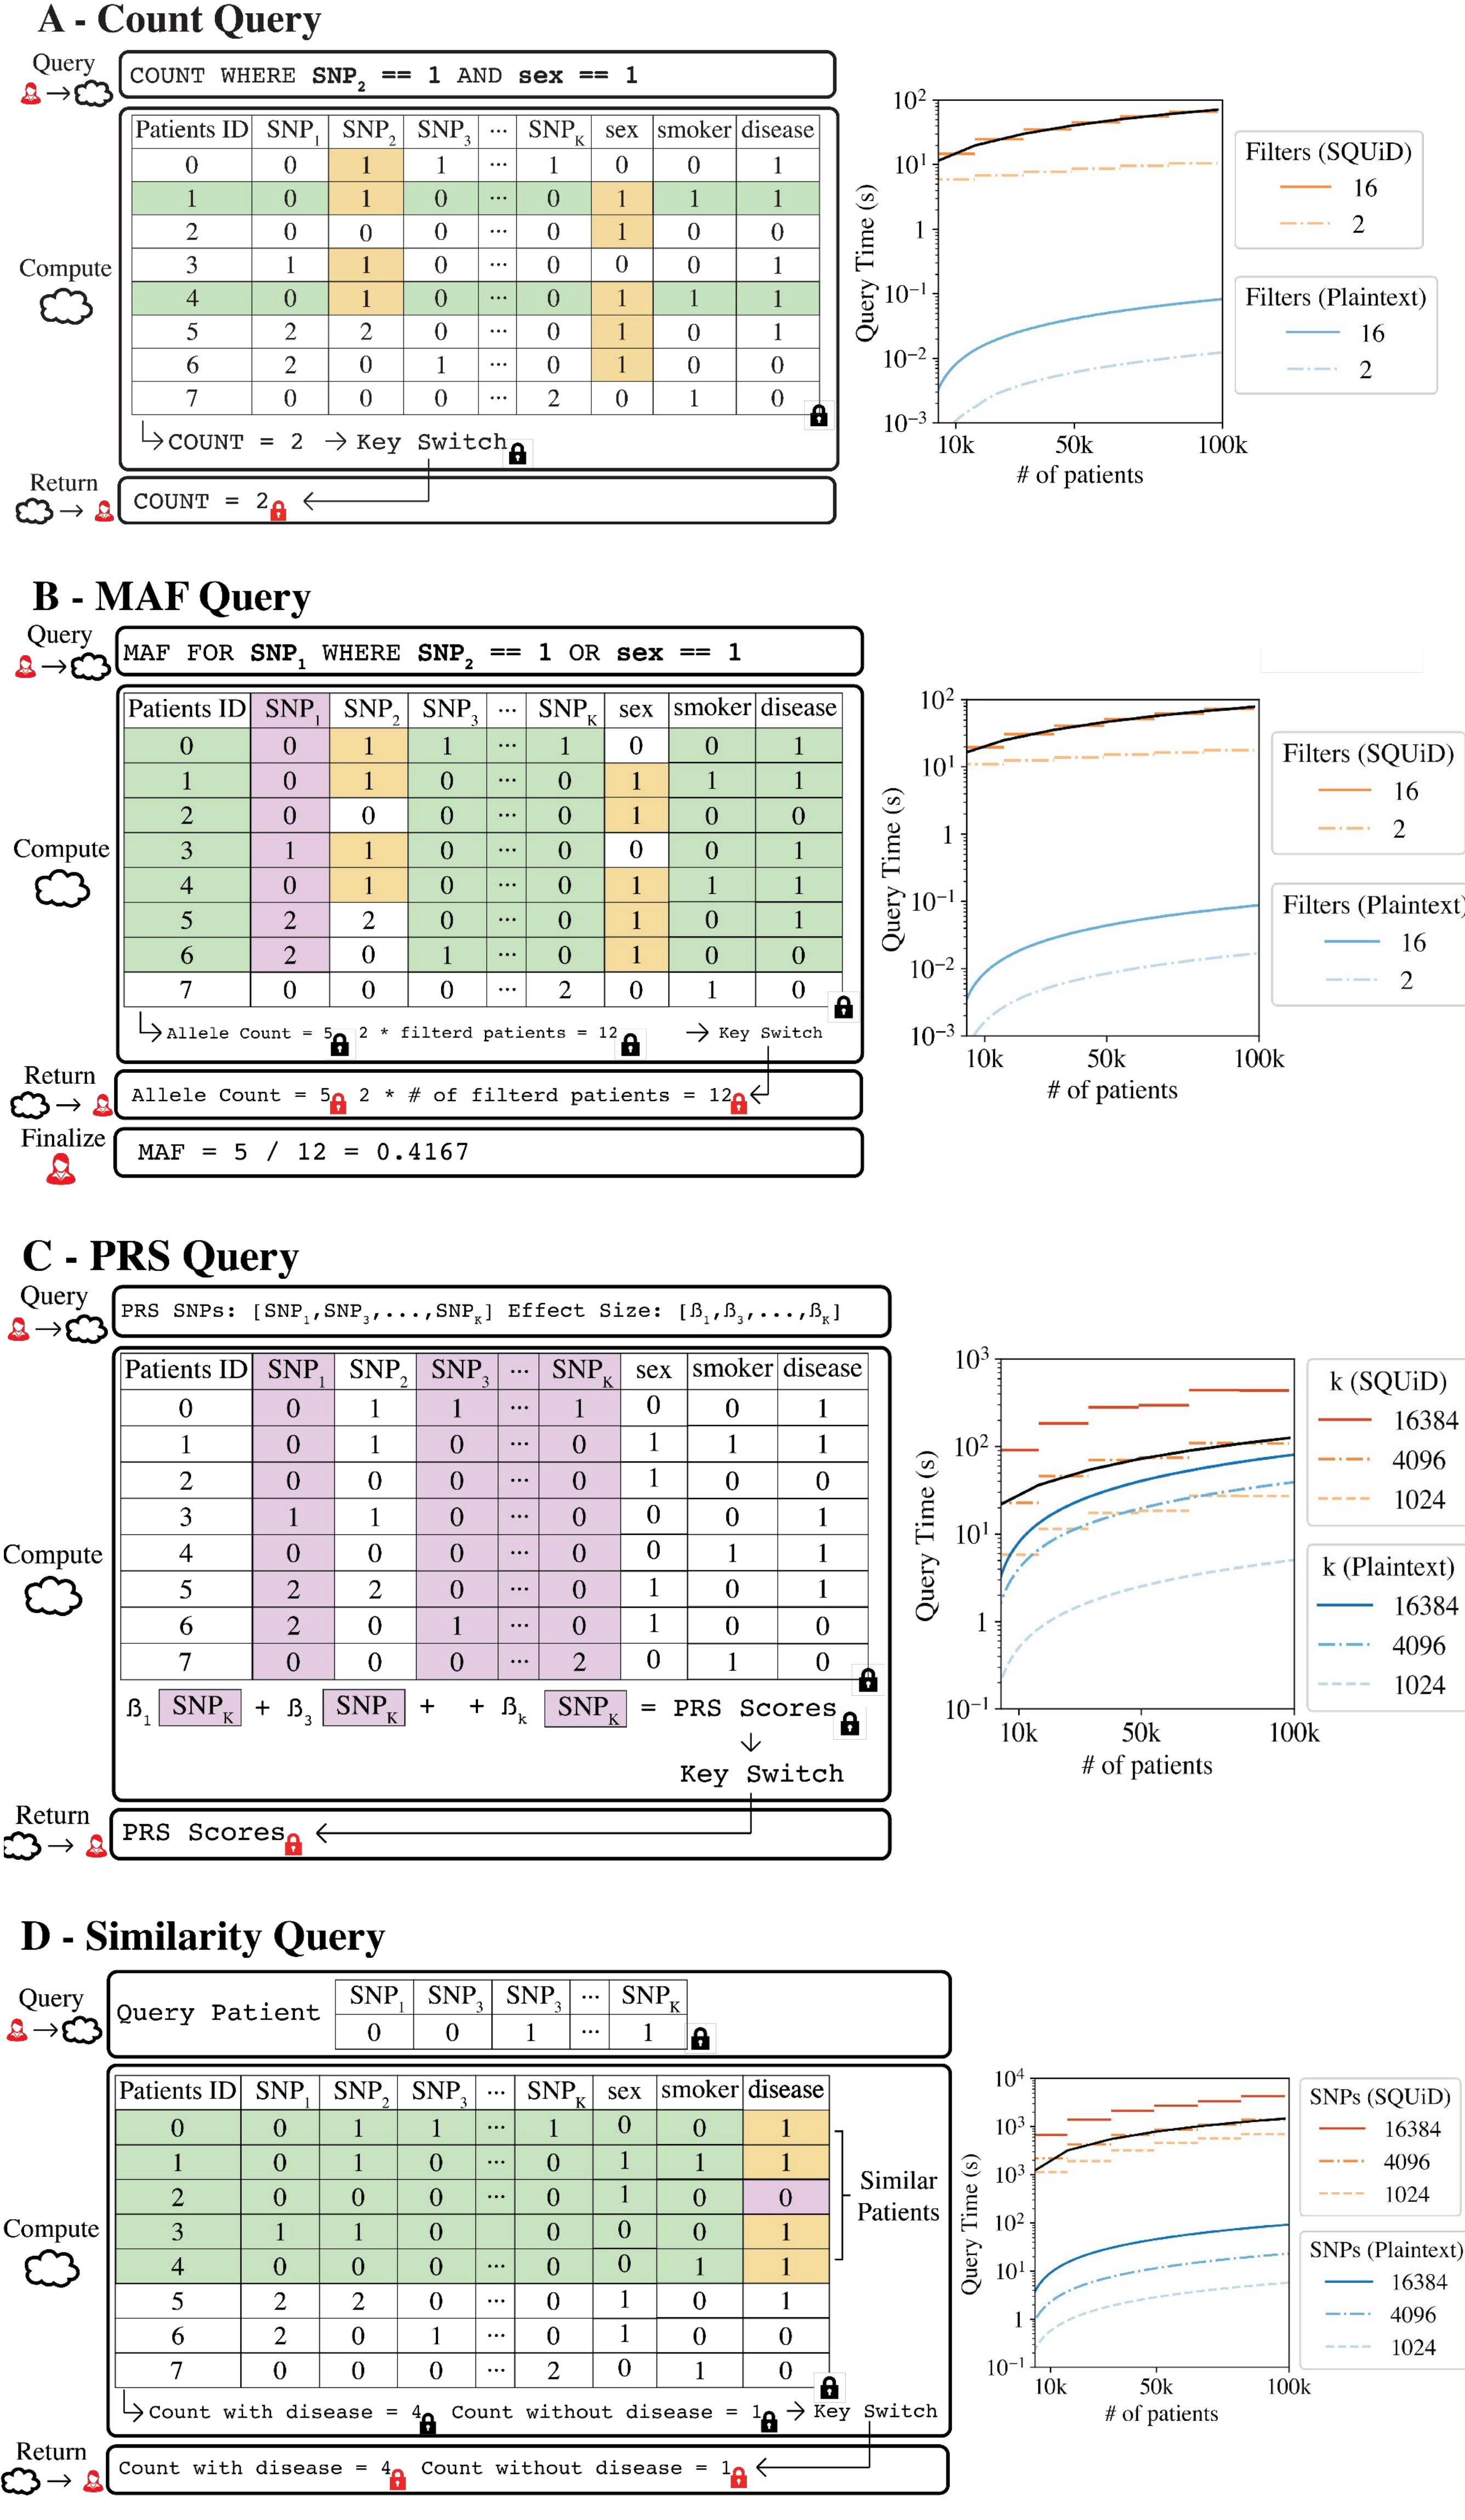 A - Count Query
Query
COUNT WHERE SNP2 == 1 AND sex == 1
Patients ID SNP1 SNP2 SNP3 ... SNPK sex smoker disease
0 0 1 1 ... 1 0 0 1
1 0 1 0 ... 0 1 1 1
2 0 0 0 ... 0 1 0 0
3 1 1 0 ... 0 0 0 1
4 0 1 0 ... 0 1 1 1
5 2 2 0 ... 0 1 0 1
6 2 0 1 ... 0 1 0 0
7 0 0 0 ... 2 0 1 0
Compute
COUNT = 2 → Key Switch
Return
COUNT = 2
Query Time (s)
10²
10¹
1
10⁻¹
10⁻²
10⁻³
10k 50k 100k
# of patients
Filters (SQUiD)
16
2
Filters (Plaintext)
16
2
B - MAF Query
Query
MAF FOR SNP1 WHERE SNP2 == 1 OR sex == 1
Patients ID SNP1 SNP2 SNP3 ... SNPK sex smoker disease
0 0 1 1 ... 1 0 0 1
1 0 1 0 ... 0 1 1 1
2 0 0 0 ... 0 1 0 0
3 1 1 0 ... 0 0 0 1
4 0 1 0 ... 0 1 1 1
5 2 2 0 ... 0 1 0 1
6 2 0 1 ... 0 1 0 0
7 0 0 0 ... 2 0 1 0
Compute
Allele Count = 5 2 * filterd patients = 12 → Key Switch
Return
Allele Count = 5 2 * # of filterd patients = 12
Finalize
MAF = 5 / 12 = 0.4167
Query Time (s)
10²
10¹
1
10⁻¹
10⁻²
10⁻³
10k 50k 100k
# of patients
Filters (SQUiD)
16
2
Filters (Plaintext)
16
2
C - PRS Query
Query
PRS SNPs: [SNP1,SNP3,...,SNPK] Effect Size: [ß1,ß3,...,ßK]
Patients ID SNP1 SNP2 SNP3 ... SNPK sex smoker disease
0 0 1 1 ... 1 0 0 1
1 0 1 0 ... 0 1 1 1
2 0 0 0 ... 0 1 0 0
3 1 1 0 ... 0 0 0 1
4 0 0 0 ... 0 0 1 1
5 2 2 0 ... 0 1 0 1
6 2 0 1 ... 0 1 0 0
7 0 0 0 ... 2 0 1 0
Compute
ß1 SNPK + ß3 SNPK + + ßk SNPK = PRS Scores
Key Switch
Return
PRS Scores
Query Time (s)
10³
10²
10¹
1
10⁻¹
10k 50k 100k
# of patients
k (SQUiD)
16384
4096
1024
k (Plaintext)
16384
4096
1024
D - Similarity Query
Query
Query Patient
SNP1 SNP3 SNP3 ... SNPK
0 0 1 ... 1
Patients ID SNP1 SNP2 SNP3 ... SNPK sex smoker disease
0 0 1 1 ... 1 0 0 1
1 0 1 0 ... 0 1 1 1
2 0 0 0 ... 0 1 0 0
3 1 1 0 ... 0 0 0 1
4 0 0 0 ... 0 0 1 1
5 2 2 0 ... 0 1 0 1
6 2 0 1 ... 0 1 0 0
7 0 0 0 ... 2 0 1 0
Similar
Patients
Compute
Count with disease = 4 Count without disease = 1 → Key Switch
Return
Count with disease = 4 Count without disease = 1
Query Time (s)
10⁴
10³
10³
10²
10¹
1
10⁻¹
10k 50k 100k
# of patients
SNPs (SQUiD)
16384
4096
1024
SNPs (Plaintext)
16384
4096
1024